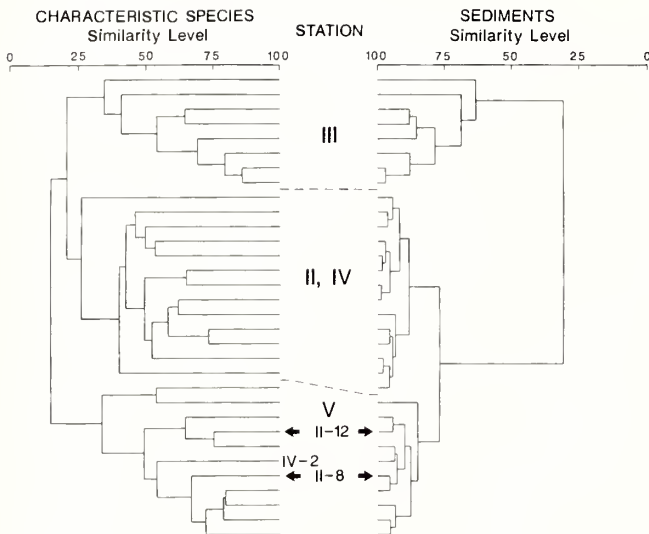 CHARACTERISTIC SPECIES
Similarity Level
STATION
SEDIMENTS
Similarity Level
0 25 50 75 100
100 75 50 25 0
III
II, IV
V
II-12
IV-2
II-8